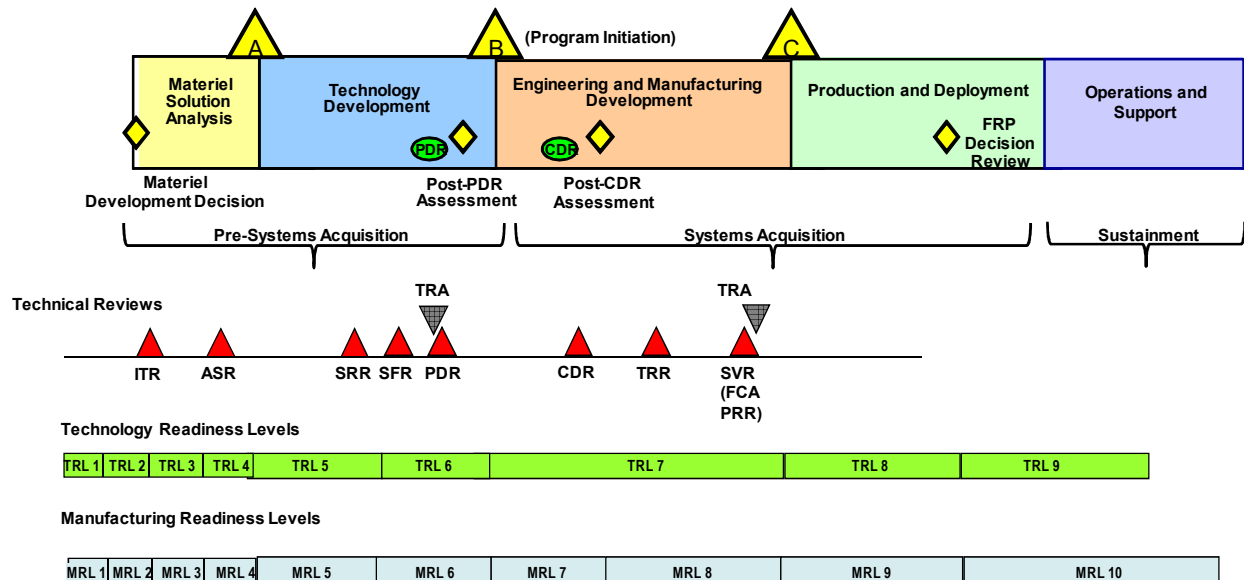 A
B
(Program Initiation)
C
Materiel
Solution
Analysis
Technology
Development
Engineering and Manufacturing
Development
Production and Deployment
Operations and
Support
PDR
CDR
FRP
Decision
Review
Materiel
Development Decision
Post-PDR
Assessment
Post-CDR
Assessment
Pre-Systems Acquisition
Systems Acquisition
Sustainment
Technical Reviews
TRA
TRA
ITR
ASR
SRR
SFR
PDR
CDR
TRR
SVR
(FCA
PRR)
Technology Readiness Levels
TRL 1
TRL 2
TRL 3
TRL 4
TRL 5
TRL 6
TRL 7
TRL 8
TRL 9
Manufacturing Readiness Levels
MRL 1
MRL 2
MRL 3
MRL 4
MRL 5
MRL 6
MRL 7
MRL 8
MRL 9
MRL 10